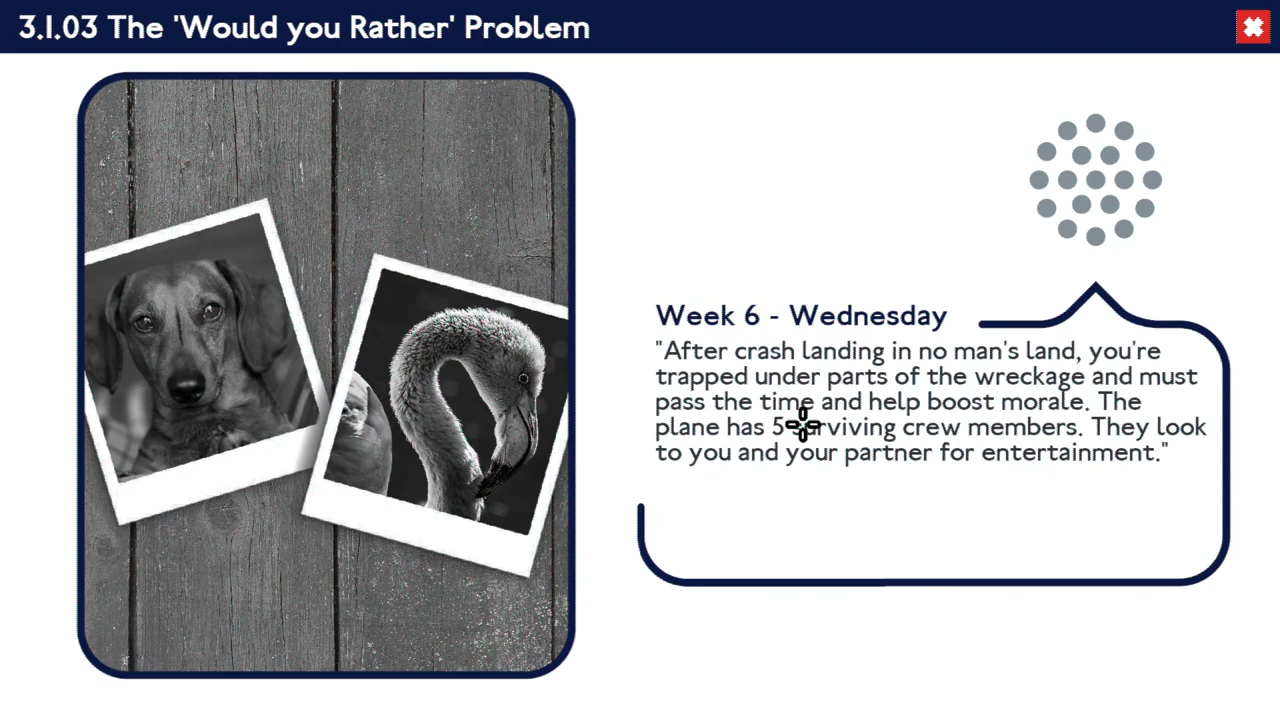 3.1.03 The 'Would you Rather' Problem
Week 6 - Wednesday
"After crash landing in no man's land, you're
trapped under parts of the wreckage and must
pass the time and help boost morale. The
plane has 5 surviving crew members. They look
to you and your partner for entertainment."